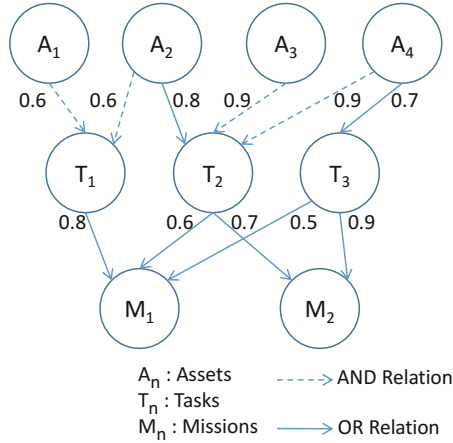 A₁ A₂ A₃ A₄
0.6 0.6 0.8 0.9 0.9 0.7
T₁ T₂ T₃
0.8 0.6 0.7 0.5 0.9
M₁ M₂
Aₙ : Assets AND Relation
Tₙ : Tasks
Mₙ : Missions OR Relation